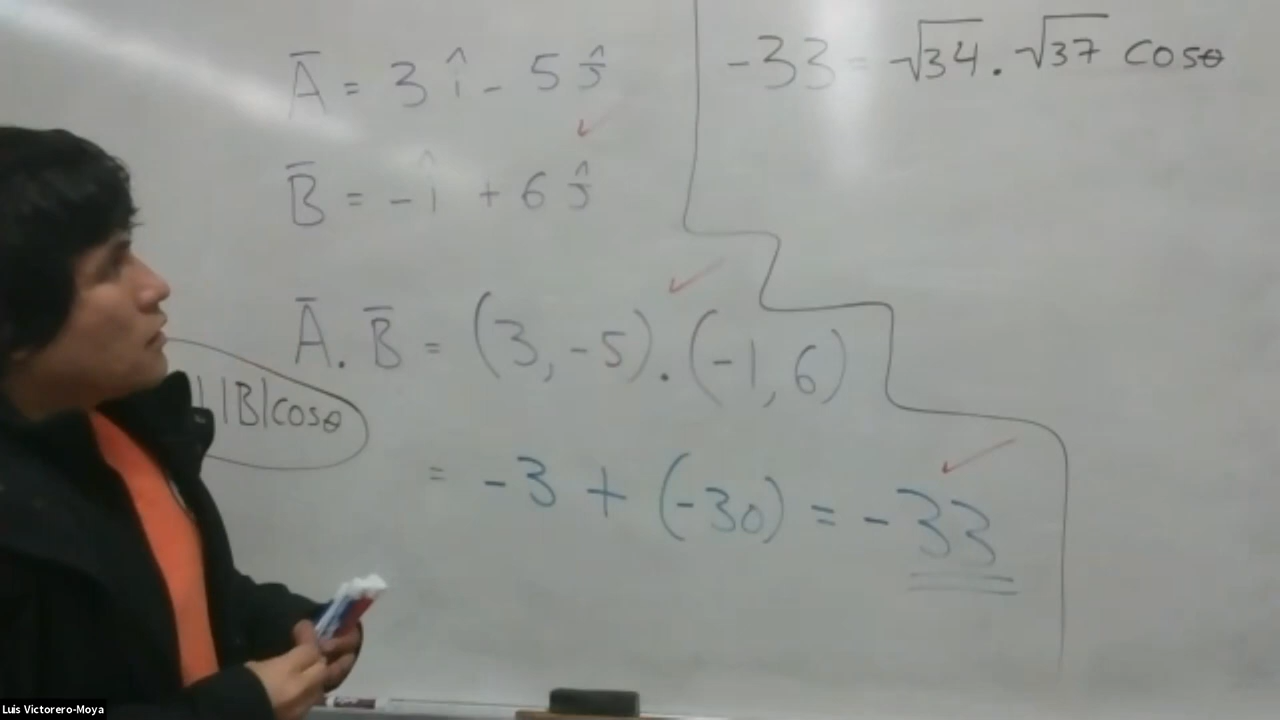 A̅ = 3 î - 5 ĵ
B̅ = - î + 6 ĵ
A̅ . B̅ = (3, -5) . (-1, 6)
||B|cosθ
= -3 + (-30) = -33
-33 = √34 . √37 cosθ
Luis Victorero-Moya